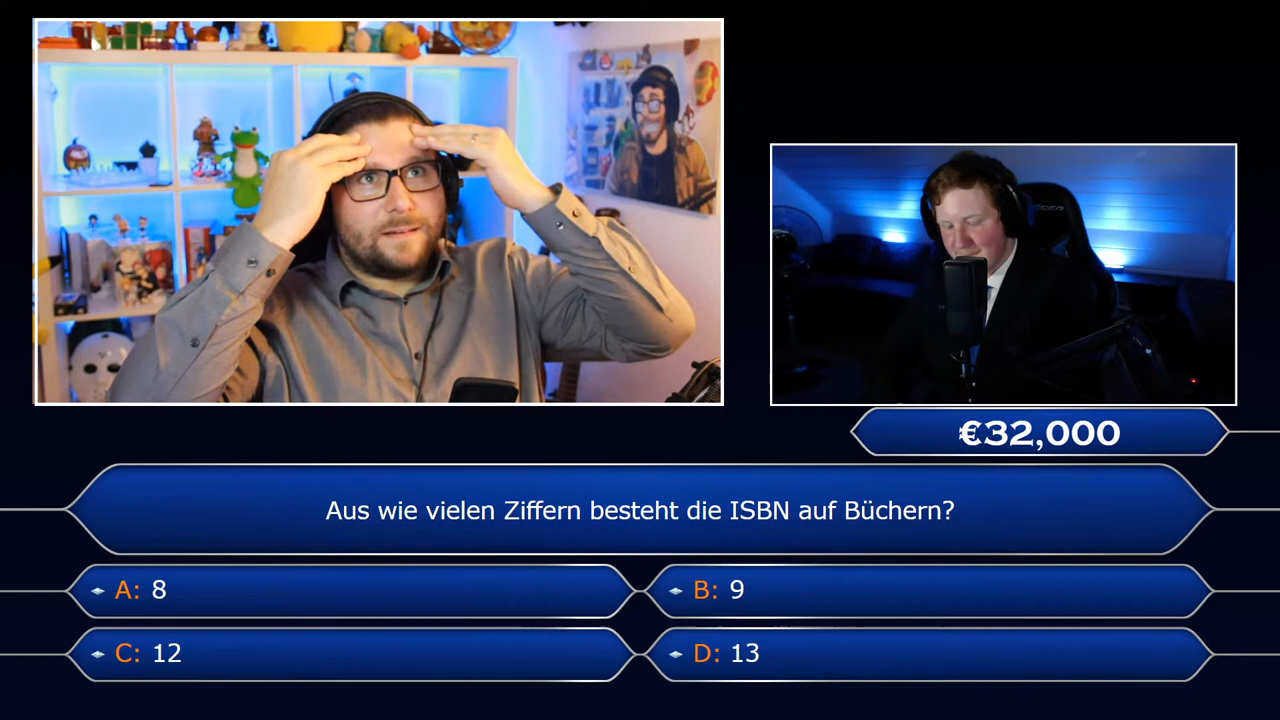 €32,000
Aus wie vielen Ziffern besteht die ISBN auf Büchern?
A: 8
B: 9
C: 12
D: 13